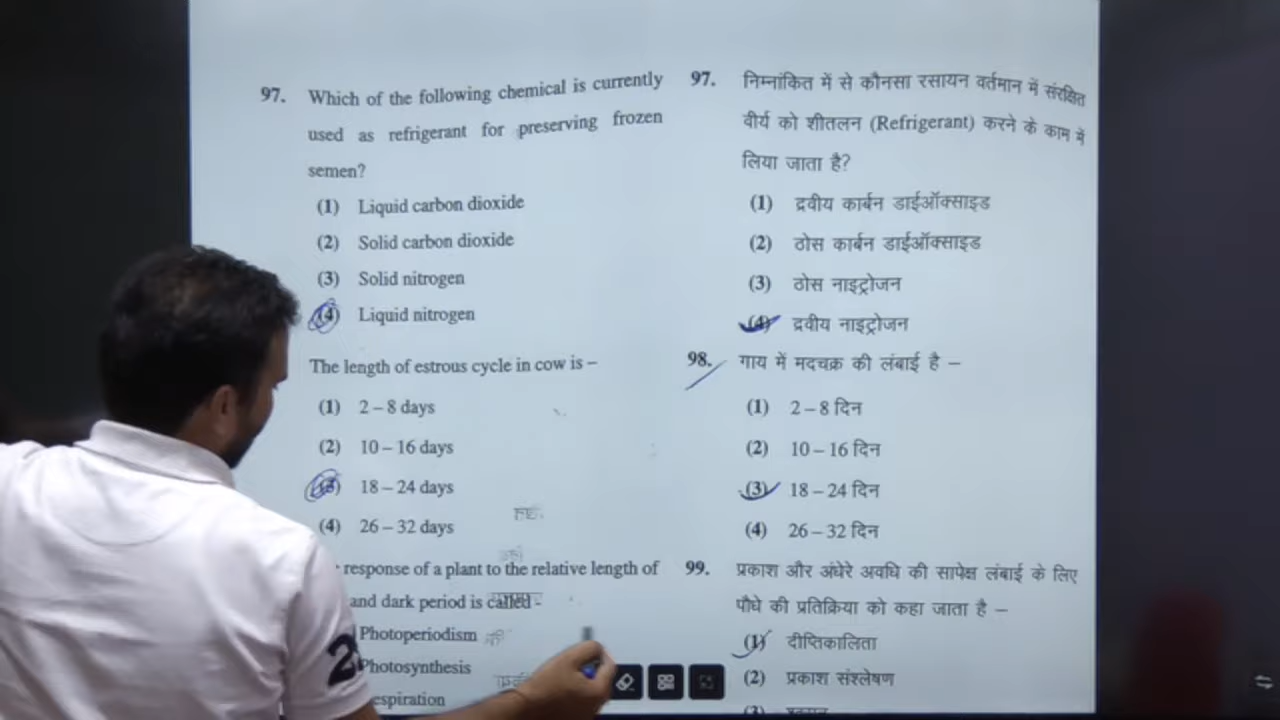 97. Which of the following chemical is currently
used as refrigerant for preserving frozen
semen?
(1) Liquid carbon dioxide
(2) Solid carbon dioxide
(3) Solid nitrogen
(4) Liquid nitrogen
The length of estrous cycle in cow is –
(1) 2 – 8 days
(2) 10 – 16 days
(3) 18 – 24 days
(4) 26 – 32 days
response of a plant to the relative length of
and dark period is called -
Photoperiodism
Photosynthesis
espiration
97. निम्नांकित में से कौनसा रसायन वर्तमान में संरक्षित
वीर्य को शीतलन (Refrigerant) करने के काम में
लिया जाता है?
(1) द्रवीय कार्बन डाईऑक्साइड
(2) ठोस कार्बन डाईऑक्साइड
(3) ठोस नाइट्रोजन
(4) द्रवीय नाइट्रोजन
98. गाय में मदचक्र की लंबाई है –
(1) 2 – 8 दिन
(2) 10 – 16 दिन
(3) 18 – 24 दिन
(4) 26 – 32 दिन
99. प्रकाश और अंधेरे अवधि की सापेक्ष लंबाई के लिए
पौधे की प्रतिक्रिया को कहा जाता है –
(1) दीप्तिकालिता
(2) प्रकाश संश्लेषण
(3)
2